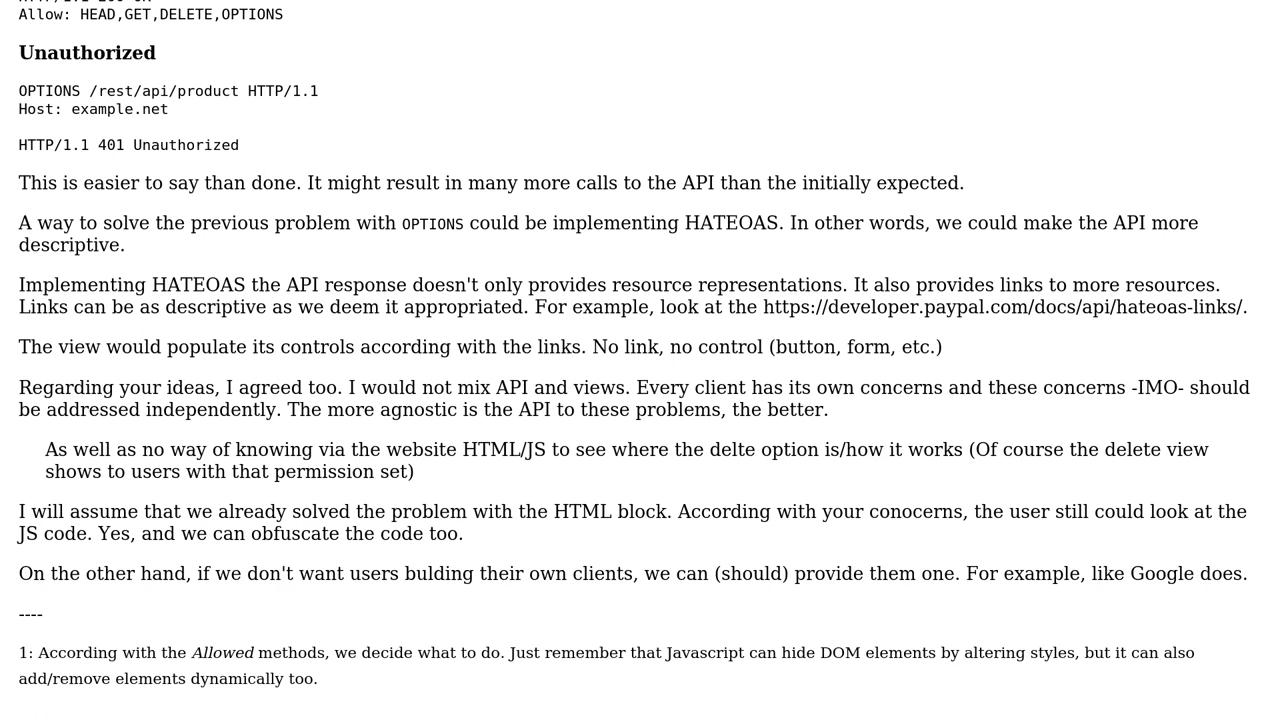 Allow: HEAD,GET,DELETE,OPTIONS
Unauthorized
OPTIONS /rest/api/product HTTP/1.1
Host: example.net
HTTP/1.1 401 Unauthorized
This is easier to say than done. It might result in many more calls to the API than the initially expected.
A way to solve the previous problem with OPTIONS could be implementing HATEOAS. In other words, we could make the API more
descriptive.
Implementing HATEOAS the API response doesn't only provides resource representations. It also provides links to more resources.
Links can be as descriptive as we deem it appropriated. For example, look at the https://developer.paypal.com/docs/api/hateoas-links/.
The view would populate its controls according with the links. No link, no control (button, form, etc.)
Regarding your ideas, I agreed too. I would not mix API and views. Every client has its own concerns and these concerns -IMO- should
be addressed independently. The more agnostic is the API to these problems, the better.
As well as no way of knowing via the website HTML/JS to see where the delte option is/how it works (Of course the delete view
shows to users with that permission set)
I will assume that we already solved the problem with the HTML block. According with your conocerns, the user still could look at the
JS code. Yes, and we can obfuscate the code too.
On the other hand, if we don't want users bulding their own clients, we can (should) provide them one. For example, like Google does.
----
1: According with the Allowed methods, we decide what to do. Just remember that Javascript can hide DOM elements by altering styles, but it can also
add/remove elements dynamically too.